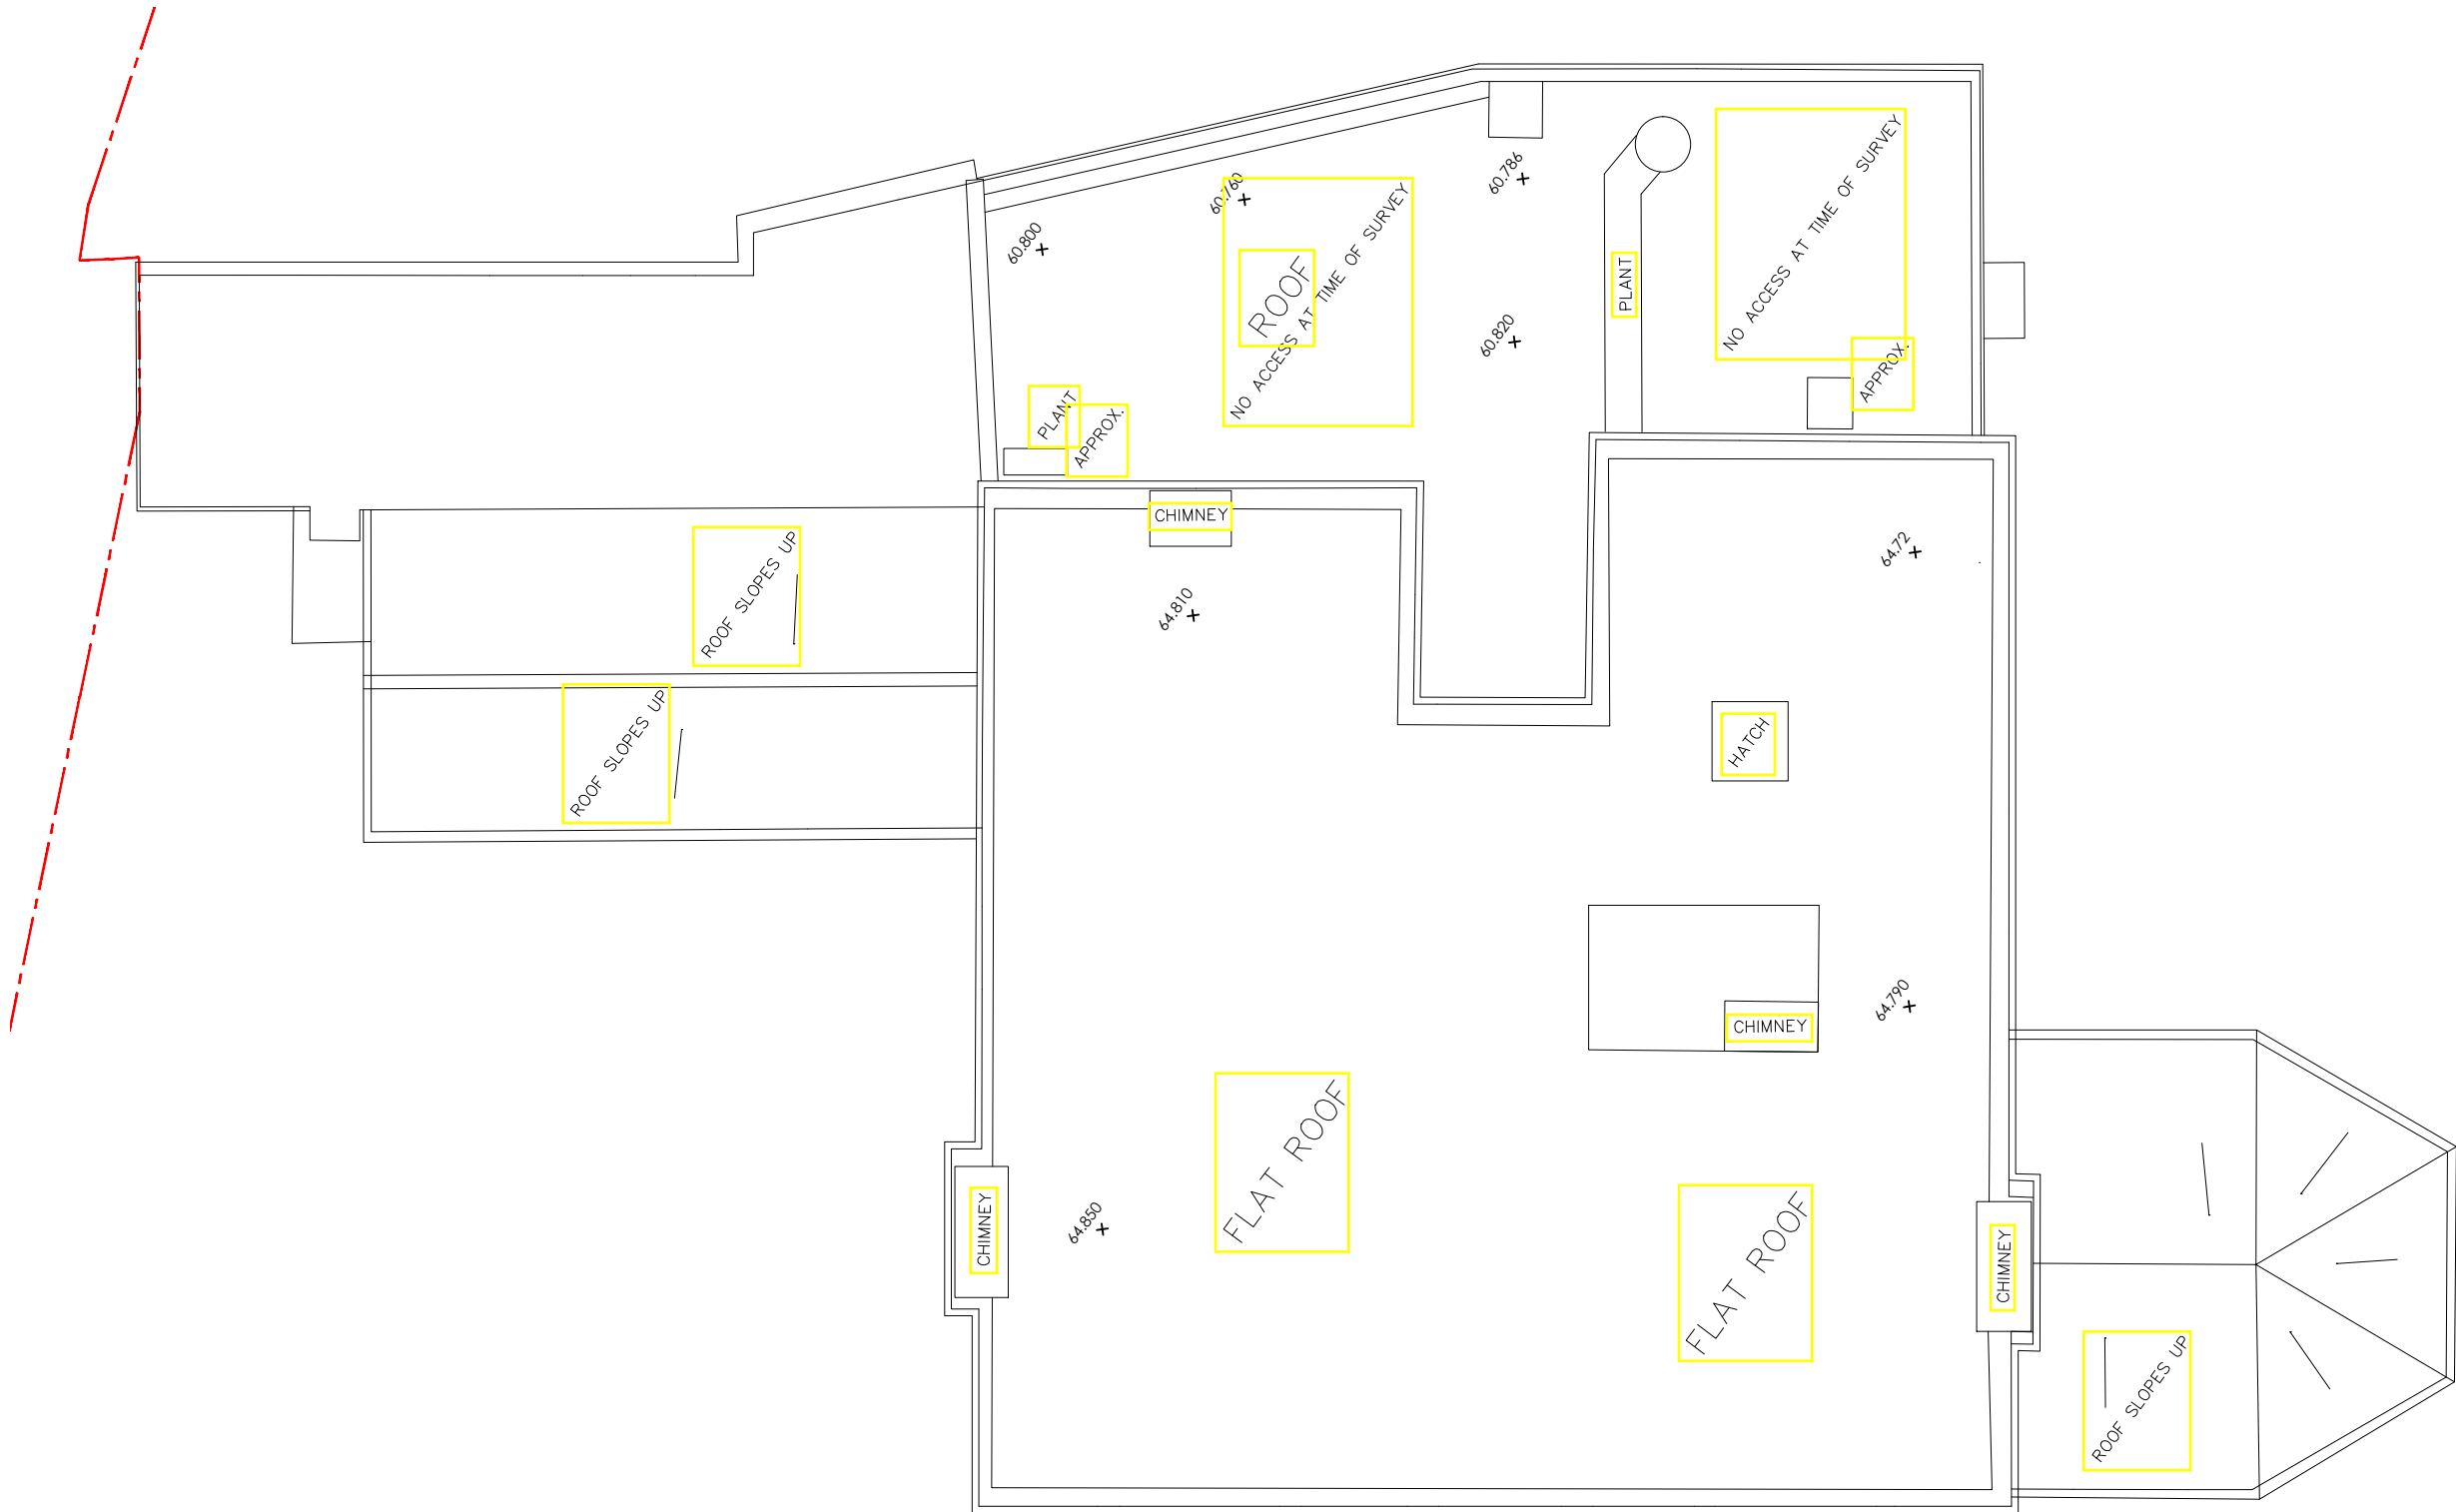 NO ACCESS AT TIME OF SURVEY
60.786
60.760
60.800
ROOF
NO ACCESS AT TIME OF SURVEY
PLANT
60.820
APPROX.
PLANT
APPROX.
CHIMNEY
64.72
ROOF SLOPES UP
64.810
ROOF SLOPES UP
HATCH
64.790
CHIMNEY
FLAT ROOF
64.850
CHIMNEY
FLAT ROOF
CHIMNEY
ROOF SLOPES UP